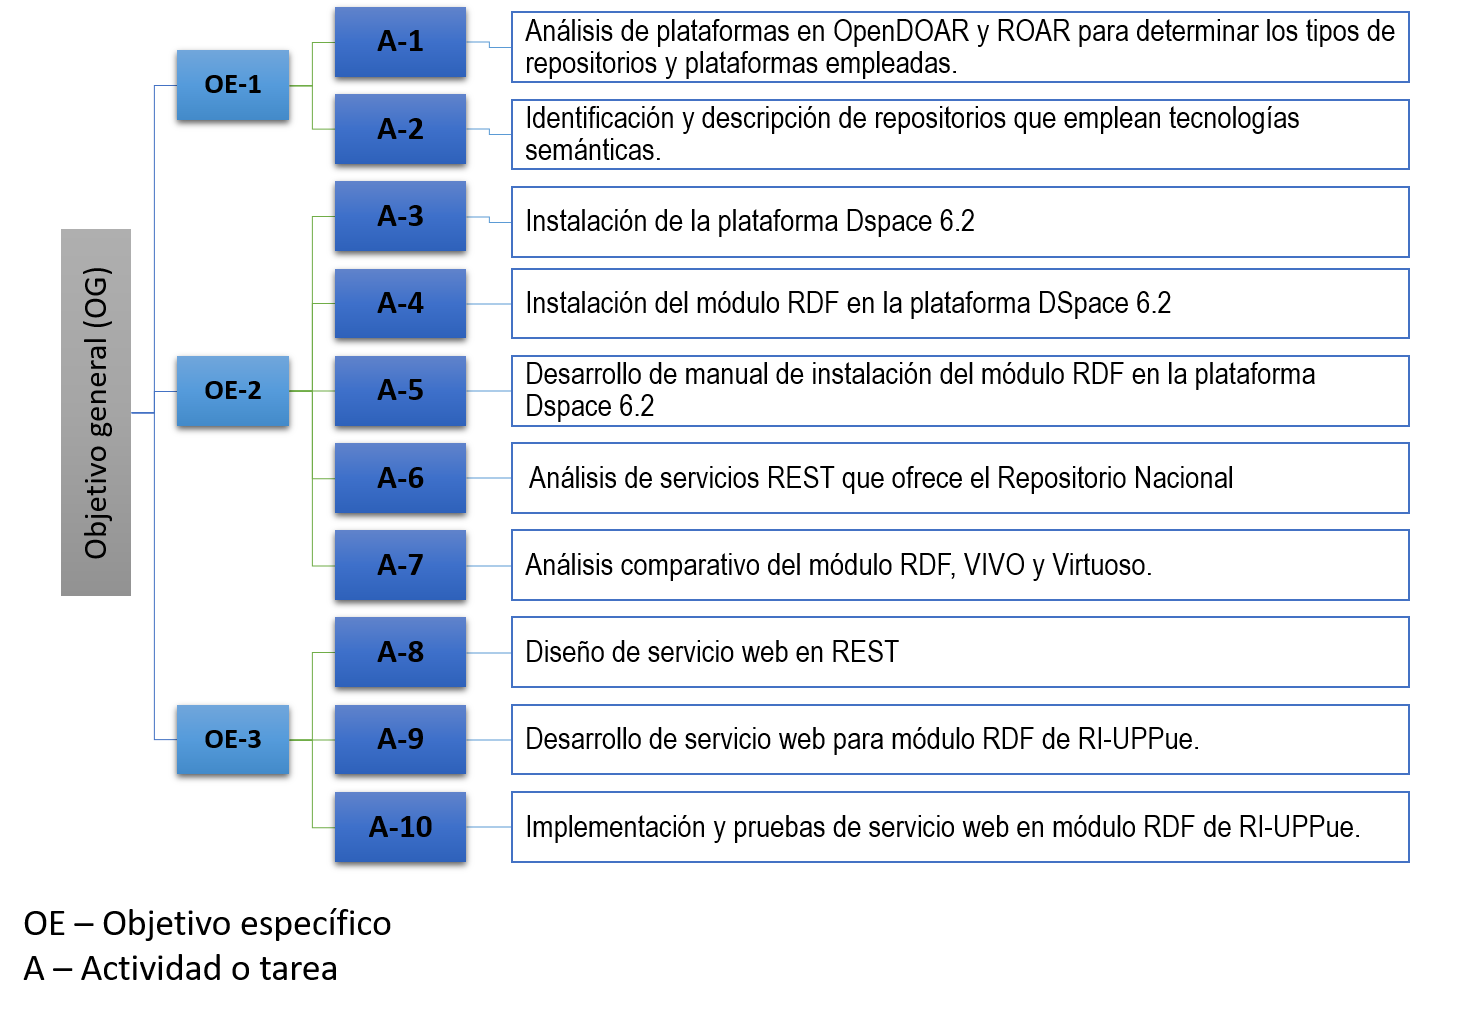 Objetivo general (OG)
OE-1
A-1
Análisis de plataformas en OpenDOAR y ROAR para determinar los tipos de
repositorios y plataformas empleadas.
A-2
Identificación y descripción de repositorios que emplean tecnologías
semánticas.
OE-2
A-3
Instalación de la plataforma Dspace 6.2
A-4
Instalación del módulo RDF en la plataforma DSpace 6.2
A-5
Desarrollo de manual de instalación del módulo RDF en la plataforma
Dspace 6.2
A-6
Análisis de servicios REST que ofrece el Repositorio Nacional
A-7
Análisis comparativo del módulo RDF, VIVO y Virtuoso.
OE-3
A-8
Diseño de servicio web en REST
A-9
Desarrollo de servicio web para módulo RDF de RI-UPPue.
A-10
Implementación y pruebas de servicio web en módulo RDF de RI-UPPue.
OE – Objetivo específico
A – Actividad o tarea